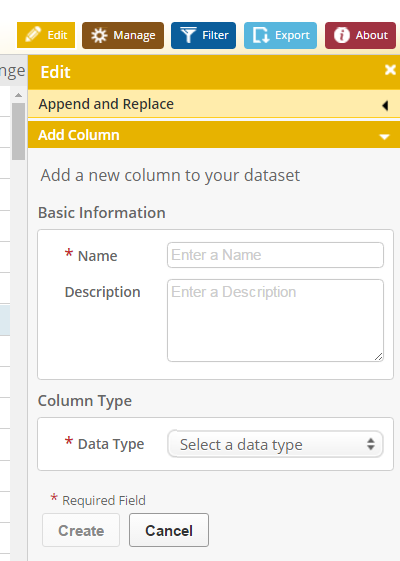 Edit Manage Filter Export About
nge
Edit
Append and Replace
Add Column
Add a new column to your dataset
Basic Information
* Name Enter a Name
Description Enter a Description
Column Type
* Data Type Select a data type
* Required Field
Create Cancel